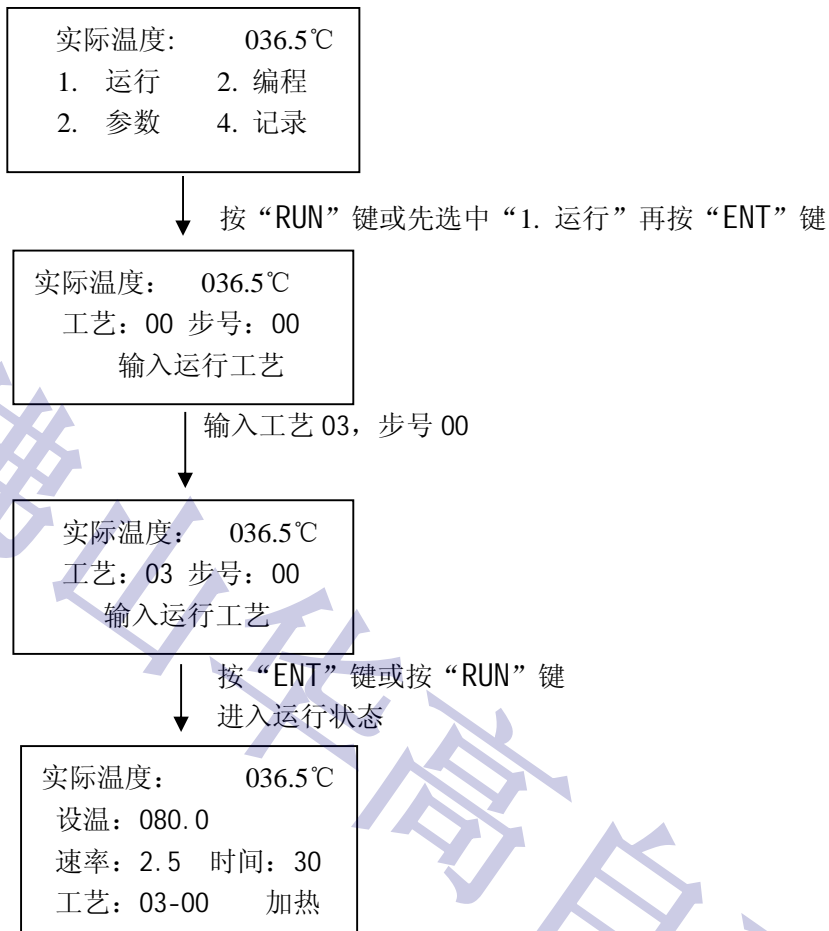 实际温度: 036.5℃
1. 运行 2. 编程
2. 参数 4. 记录
按“RUN”键或先选中“1. 运行”再按“ENT”键
实际温度： 036.5℃
工艺：00 步号：00
输入运行工艺
输入工艺 03，步号 00
实际温度： 036.5℃
工艺：03 步号：00
输入运行工艺
按“ENT”键或按“RUN”键
进入运行状态
实际温度： 036.5℃
设温：080.0
速率：2.5 时间：30
工艺：03-00 加热
佛山华高自